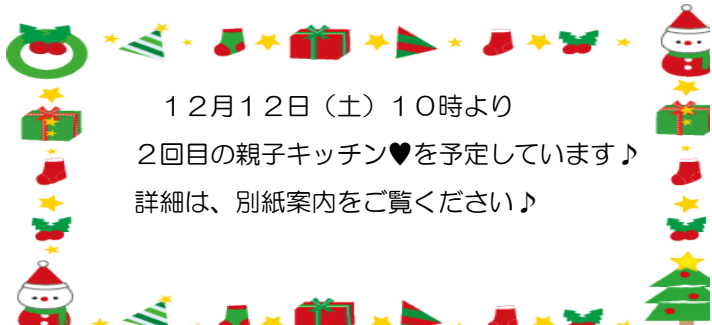 １２月１２日（土）１０時より
２回目の親子キッチン♥を予定しています♪
詳細は、別紙案内をご覧ください♪